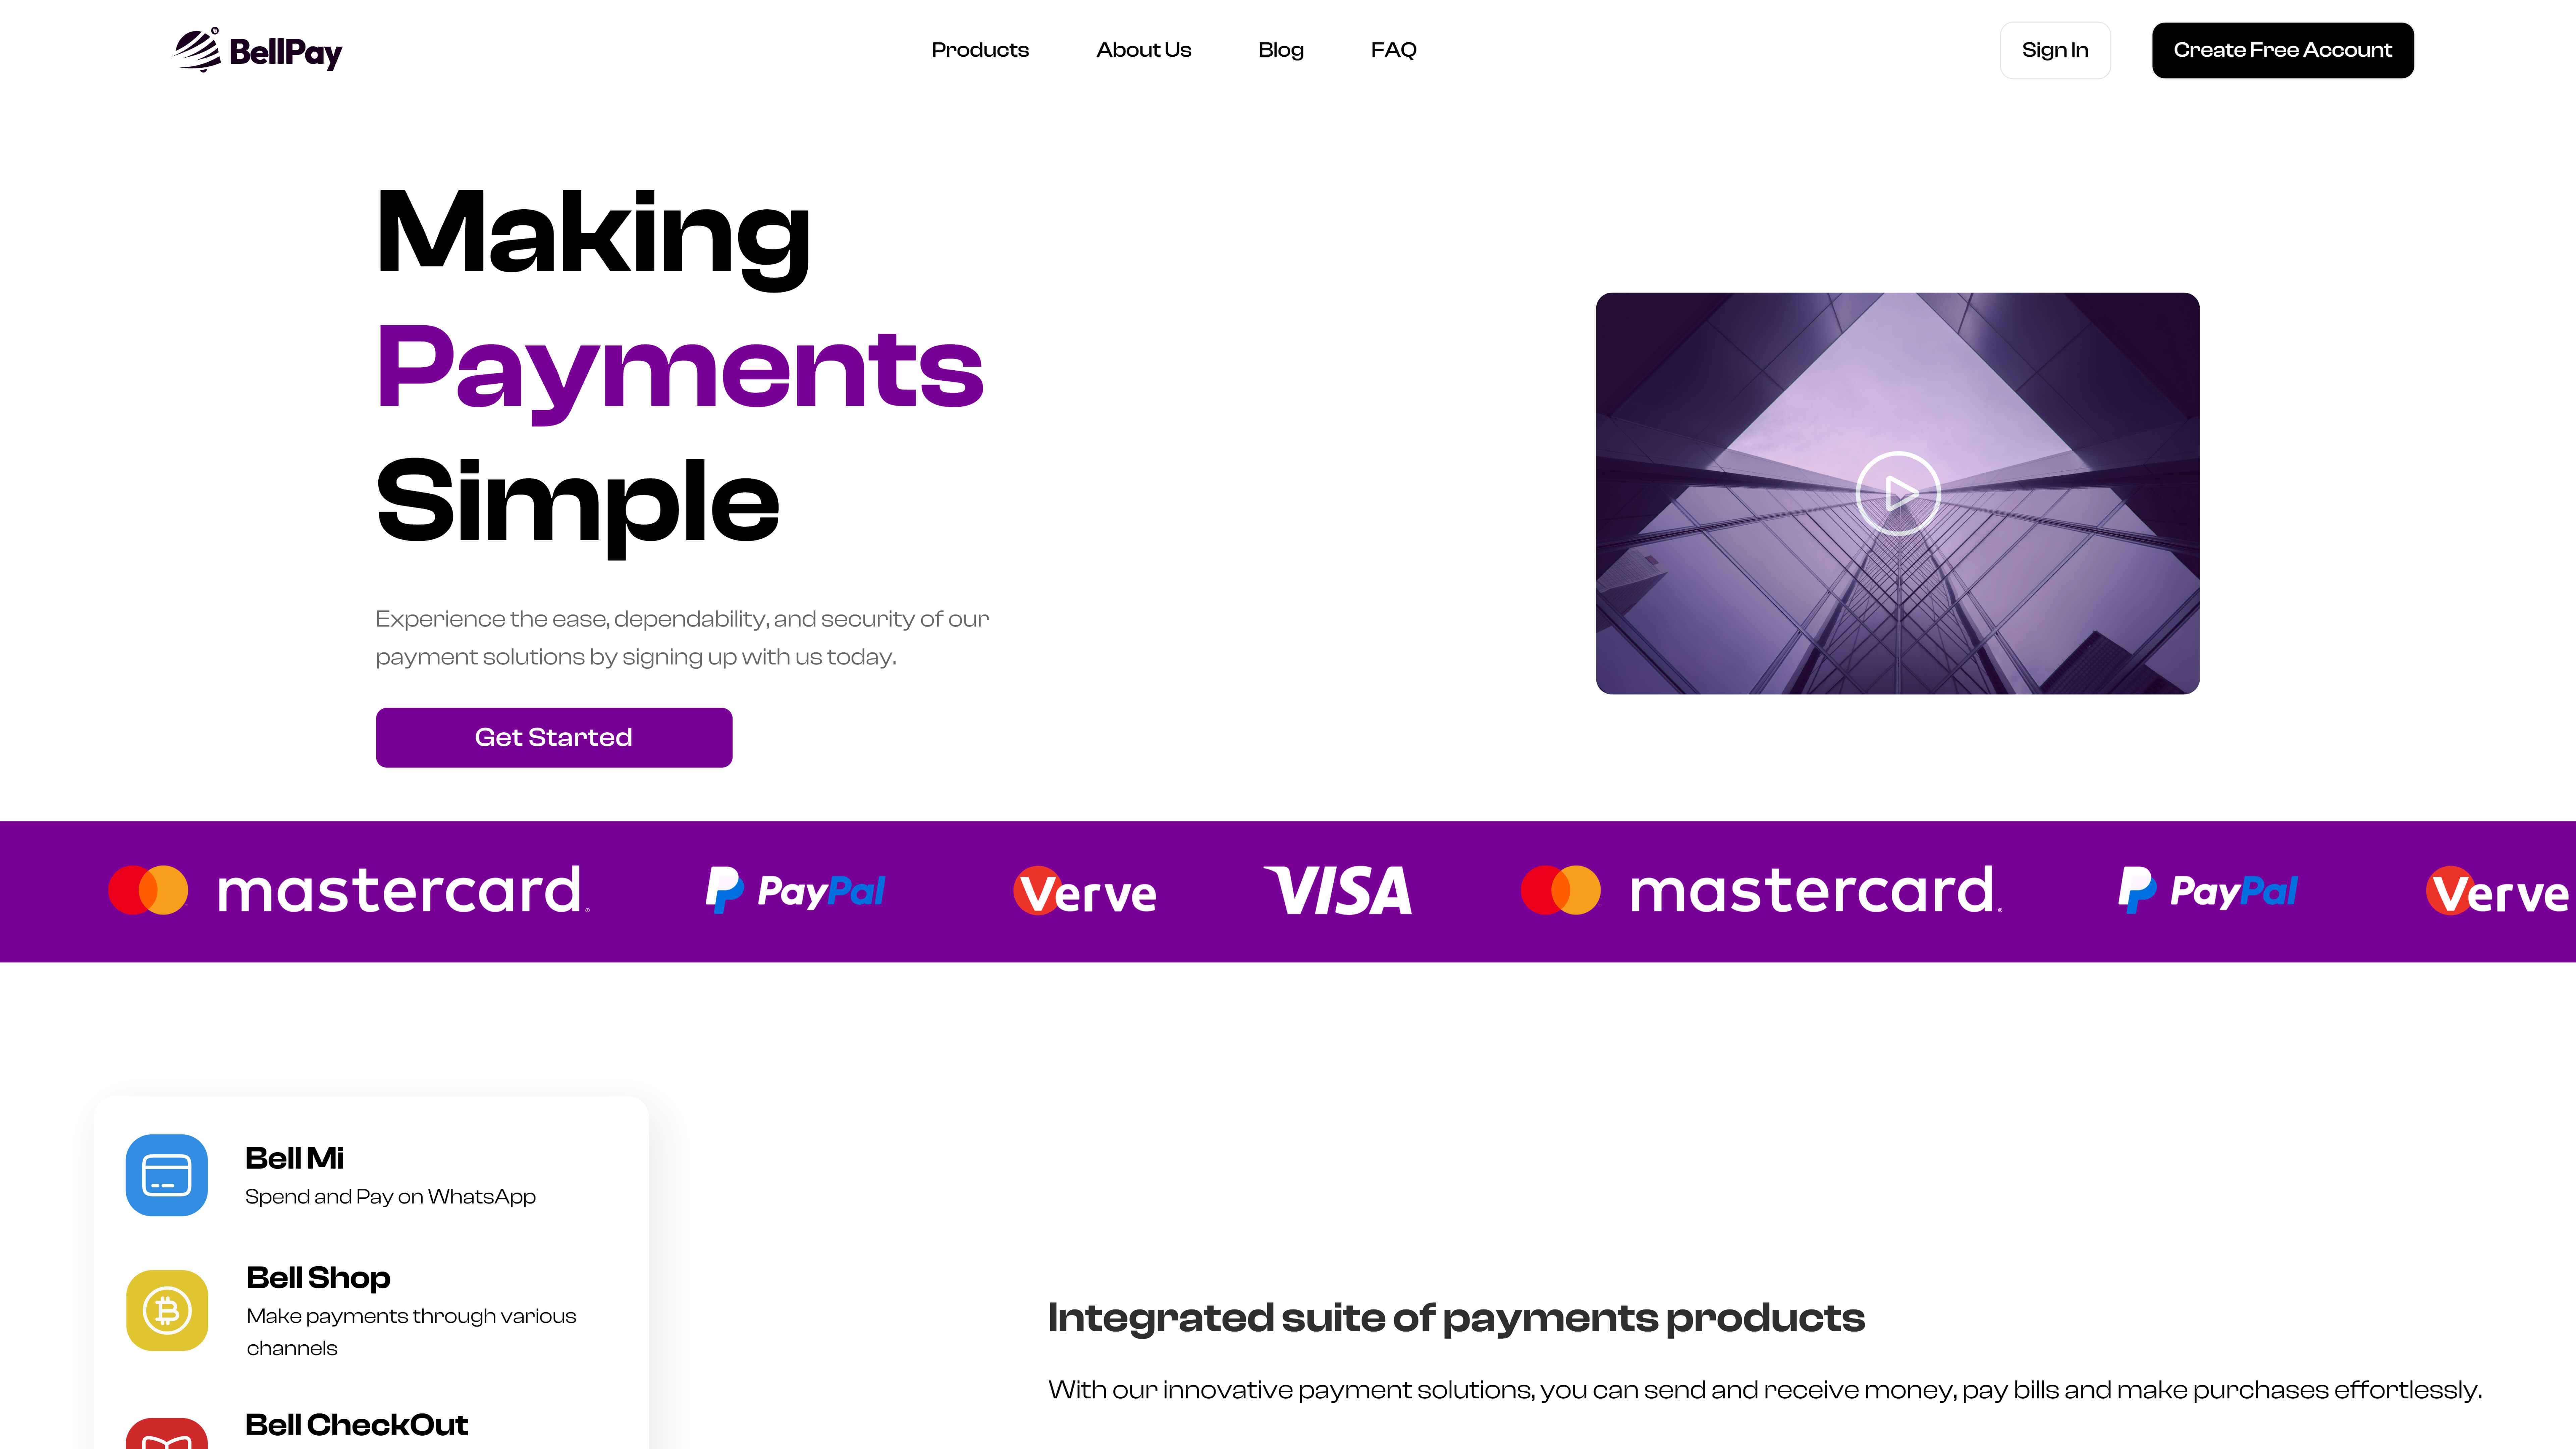 BellPay
Products
About Us
Blog
FAQ
Sign In
Create Free Account
Making
Payments
Simple
Experience the ease, dependability, and security of our
payment solutions by signing up with us today.
Get Started
mastercard.
PayPal
Verve
VISA
mastercard.
PayPal
Verve
Bell Mi
Spend and Pay on WhatsApp
Bell Shop
Make payments through various
channels
Bell CheckOut
Integrated suite of payments products
With our innovative payment solutions, you can send and receive money, pay bills and make purchases effortlessly.